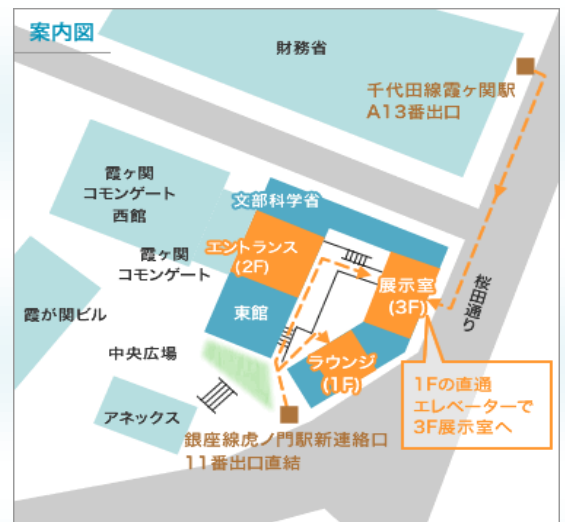 案内図
財務省
千代田線霞ヶ関駅
A13番出口
霞ヶ関
コモンゲート
西館
文部科学省
エントランス
(2F)
霞ヶ関
コモンゲート
展示室
(3F)
桜田通り
東館
霞が関ビル
中央広場
ラウンジ
(1F)
1Fの直通
エレベーターで
3F展示室へ
アネックス
銀座線虎ノ門駅新連絡口
11番出口直結